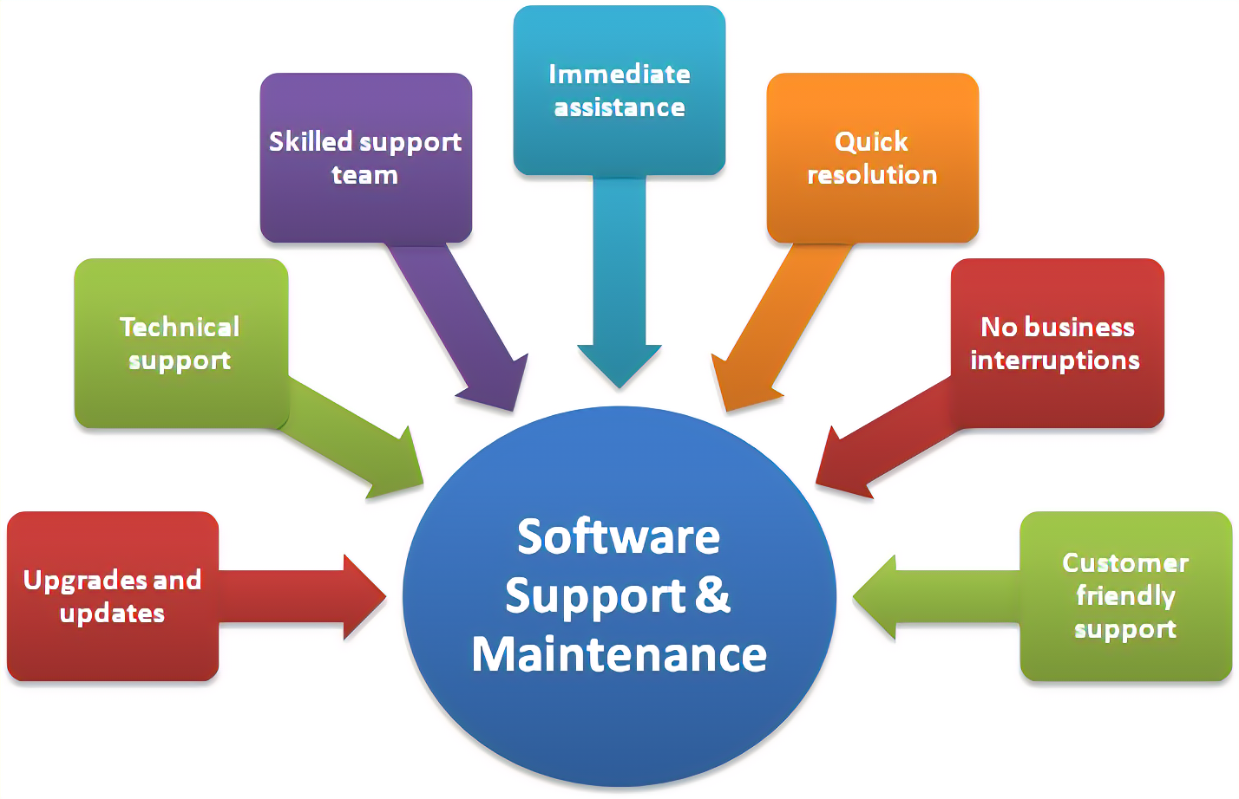 Immediate
assistance
Skilled support
team
Quick
resolution
Technical
support
No business
interruptions
Upgrades and
updates
Customer
friendly
support
Software
Support &
Maintenance